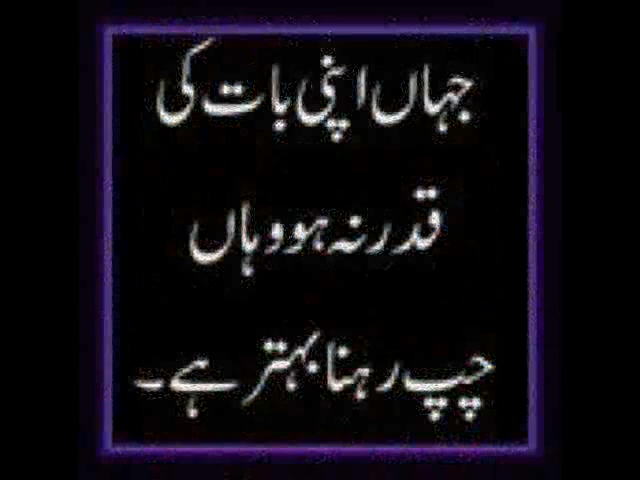 جہاں اپنی بات کی
قدر نہ ہو وہاں
چپ رہنا بہتر ہے۔